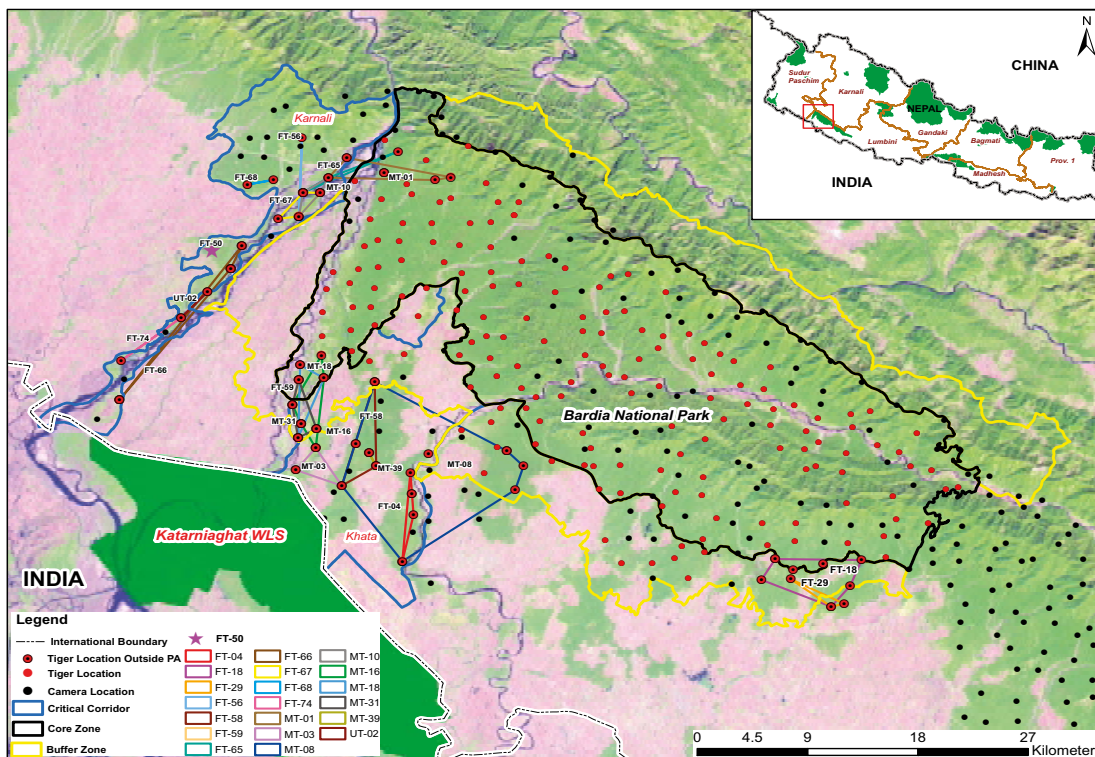 N
CHINA
Sudur
Paschim
Karnali
NEPAL
Gandaki
Bagmati
Lumbini
Prov. 1
Madhesh
INDIA
Karnali
FT-56
FT-65
FT-68
MT-10
MT-01
FT-67
FT-50
UT-02
FT-74
FT-66
MT-18
FT-59
FT-58
Bardia National Park
MT-31
MT-16
MT-03
MT-39
MT-08
FT-04
Katarniaghat WLS
Khata
FT-18
FT-29
INDIA
Legend
International Boundary
Tiger Location Outside PA
Tiger Location
Camera Location
Critical Corridor
Core Zone
Buffer Zone
FT-50
FT-04
FT-18
FT-29
FT-56
FT-58
FT-59
FT-65
FT-66
FT-67
FT-68
FT-74
MT-01
MT-03
MT-08
MT-10
MT-16
MT-18
MT-31
MT-39
UT-02
0 4.5 9 18 27
Kilometer